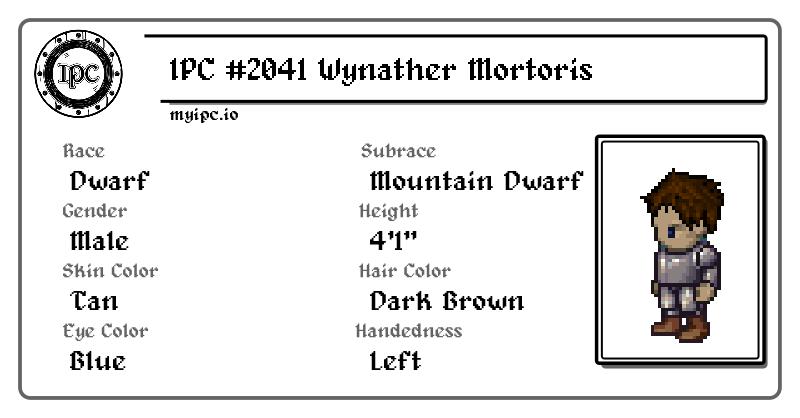 IPC
IPC #2041 Wynather Mortoris
myipc.io
Race
Dwarf
Subrace
Mountain Dwarf
Gender
Male
Height
4'1"
Skin Color
Tan
Hair Color
Dark Brown
Eye Color
Blue
Handedness
Left